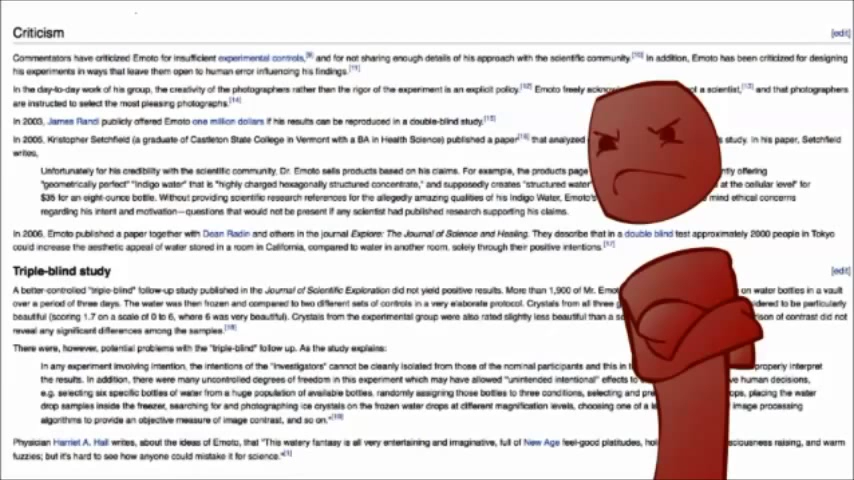 Criticism [edit]
Commentators have criticized Emoto for insufficient experimental controls,[9] and for not sharing enough details of his approach with the scientific community.[10] In addition, Emoto has been criticized for designing
his experiments in ways that leave them open to human error influencing his findings.[11]
In the day-to-day work of his group, the creativity of the photographers rather than the rigor of the experiment is an explicit policy.[12] Emoto freely ackno ot a scientist,[13] and that photographers
are instructed to select the most pleasing photographs.[14]
In 2003, James Randi publicly offered Emoto one million dollars if his results can be reproduced in a double-blind study.[15]
In 2005, Kristopher Setchfield (a graduate of Castleton State College in Vermont with a BA in Health Science) published a paper[16] that analyzed s study. In his paper, Setchfield
writes,
Unfortunately for his credibility with the scientific community, Dr. Emoto sells products based on his claims. For example, the products page ntly offering
"geometrically perfect" "Indigo water" that is "highly charged hexagonally structured concentrate," and supposedly creates "structured water" at the cellular level" for
$35 for an eight-ounce bottle. Without providing scientific research references for the allegedly amazing qualities of his Indigo Water, Emoto's mind ethical concerns
regarding his intent and motivation—questions that would not be present if any scientist had published research supporting his claims.
In 2006, Emoto published a paper together with Dean Radin and others in the journal Explore: The Journal of Science and Healing. They describe that in a double blind test approximately 2000 people in Tokyo
could increase the aesthetic appeal of water stored in a room in California, compared to water in another room, solely through their positive intentions.[17]
Triple-blind study [edit]
A better-controlled "triple-blind" follow-up study published in the Journal of Scientific Exploration did not yield positive results. More than 1,900 of Mr. Emo on water bottles in a vault
over a period of three days. The water was then frozen and compared to two different sets of controls in a very elaborate protocol. Crystals from all three g dered to be particularly
beautiful (scoring 1.7 on a scale of 0 to 6, where 6 was very beautiful). Crystals from the experimental group were also rated slightly less beautiful than a se rison of contrast did not
reveal any significant differences among the samples.[18]
There were, however, potential problems with the "triple-blind" follow up. As the study explains:
In any experiment involving intention, the intentions of the "investigators" cannot be cleanly isolated from those of the nominal participants and this in t properly interpret
the results. In addition, there were many uncontrolled degrees of freedom in this experiment which may have allowed "unintended intentional" effects to ve human decisions,
e.g. selecting six specific bottles of water from a huge population of available bottles, randomly assigning those bottles to three conditions, selecting and pre ops, placing the water
drop samples inside the freezer, searching for and photographing ice crystals on the frozen water drops at different magnification levels, choosing one of a la image processing
algorithms to provide an objective measure of image contrast, and so on."[19]
Physician Harriet A. Hall writes, about the ideas of Emoto, that "This watery fantasy is all very entertaining and imaginative, full of New Age feel-good platitudes, hol sciousness raising, and warm
fuzzies; but it's hard to see how anyone could mistake it for science."[1]